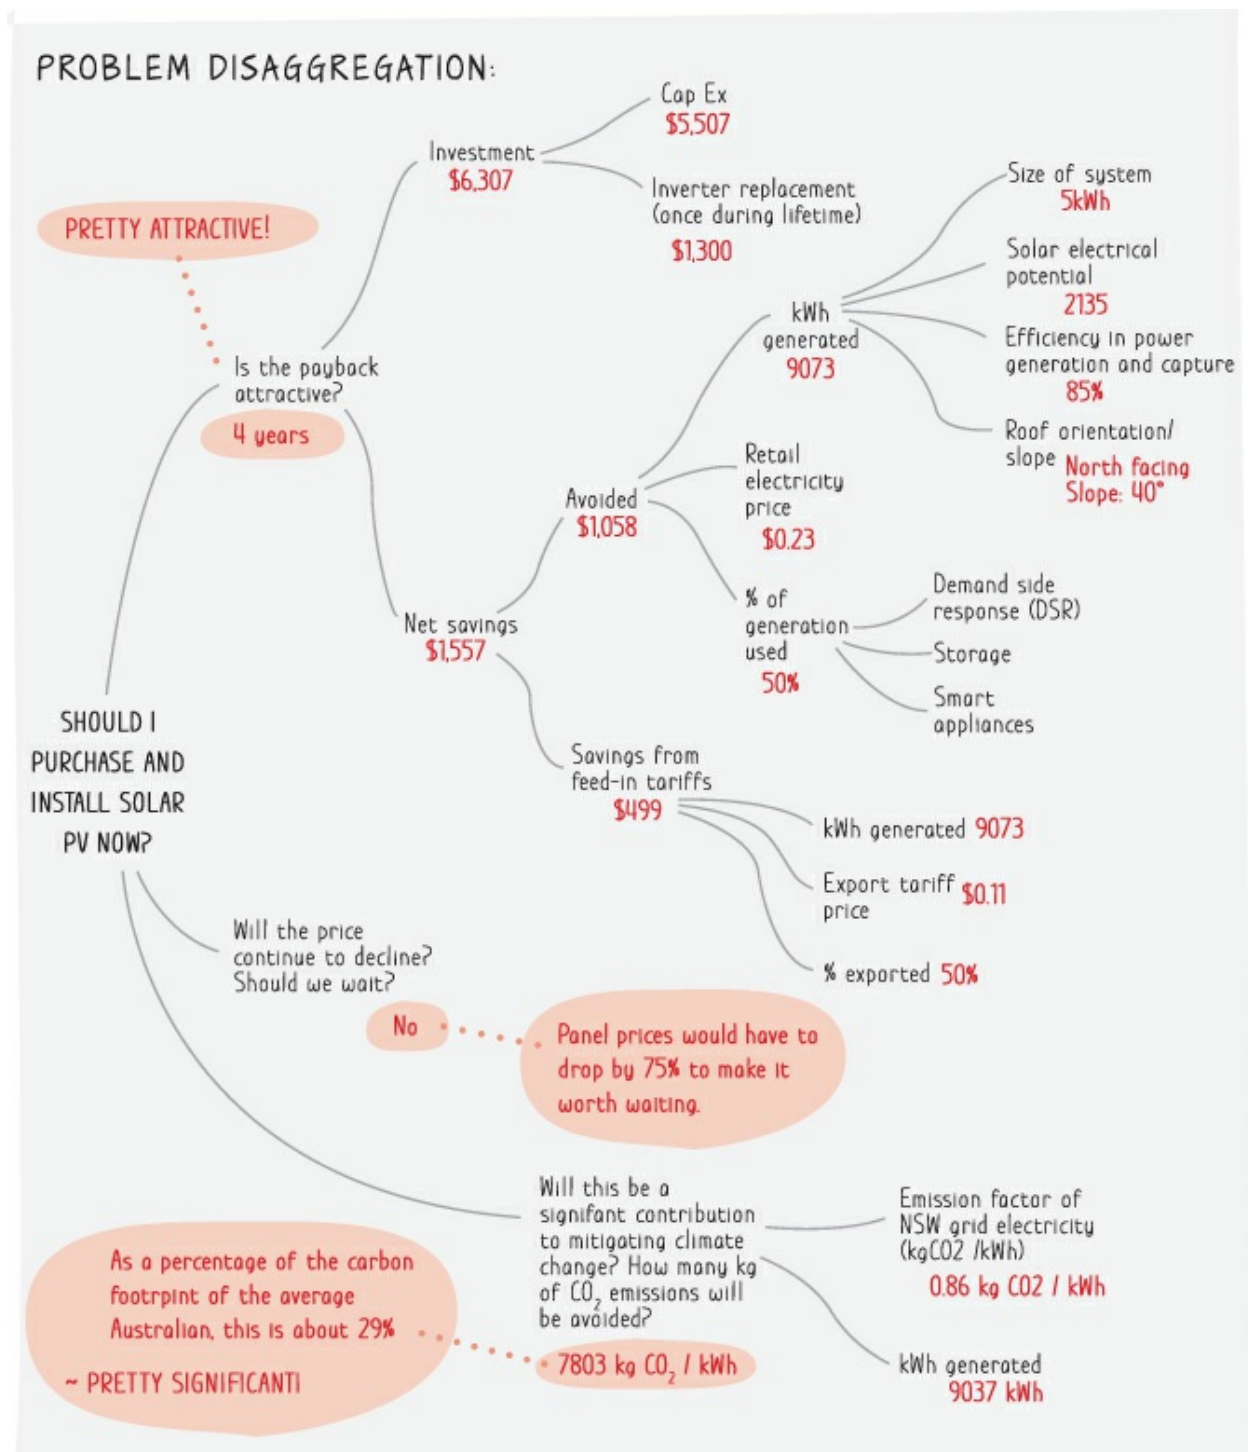 PROBLEM DISAGGREGATION:
Cap Ex
$5,507
Investment
$6,307
Inverter replacement
(once during lifetime)
$1,300
Size of system
5kWh
Solar electrical
potential
2135
Efficiency in power
generation and capture
85%
Roof orientation/
slope
North facing
Slope: 40°
kWh
generated
9073
PRETTY ATTRACTIVE!
Is the payback
attractive?
4 years
Retail
electricity
price
$0.23
Avoided
$1,058
% of
generation
used
50%
Demand side
response (DSR)
Storage
Smart
appliances
Net savings
$1,557
Savings from
feed-in tariffs
$499
kWh generated 9073
Export tariff
price
$0.11
% exported 50%
SHOULD I
PURCHASE AND
INSTALL SOLAR
PV NOW?
Will the price
continue to decline?
Should we wait?
No
Panel prices would have to
drop by 75% to make it
worth waiting.
Will this be a
signifant contribution
to mitigating climate
change? How many kg
of CO₂ emissions will
be avoided?
7803 kg CO₂ / kWh
Emission factor of
NSW grid electricity
(kgCO2 /kWh)
0.86 kg CO2 / kWh
kWh generated
9037 kWh
As a percentage of the carbon
footrpint of the average
Australian, this is about 29%
~ PRETTY SIGNIFICANTI